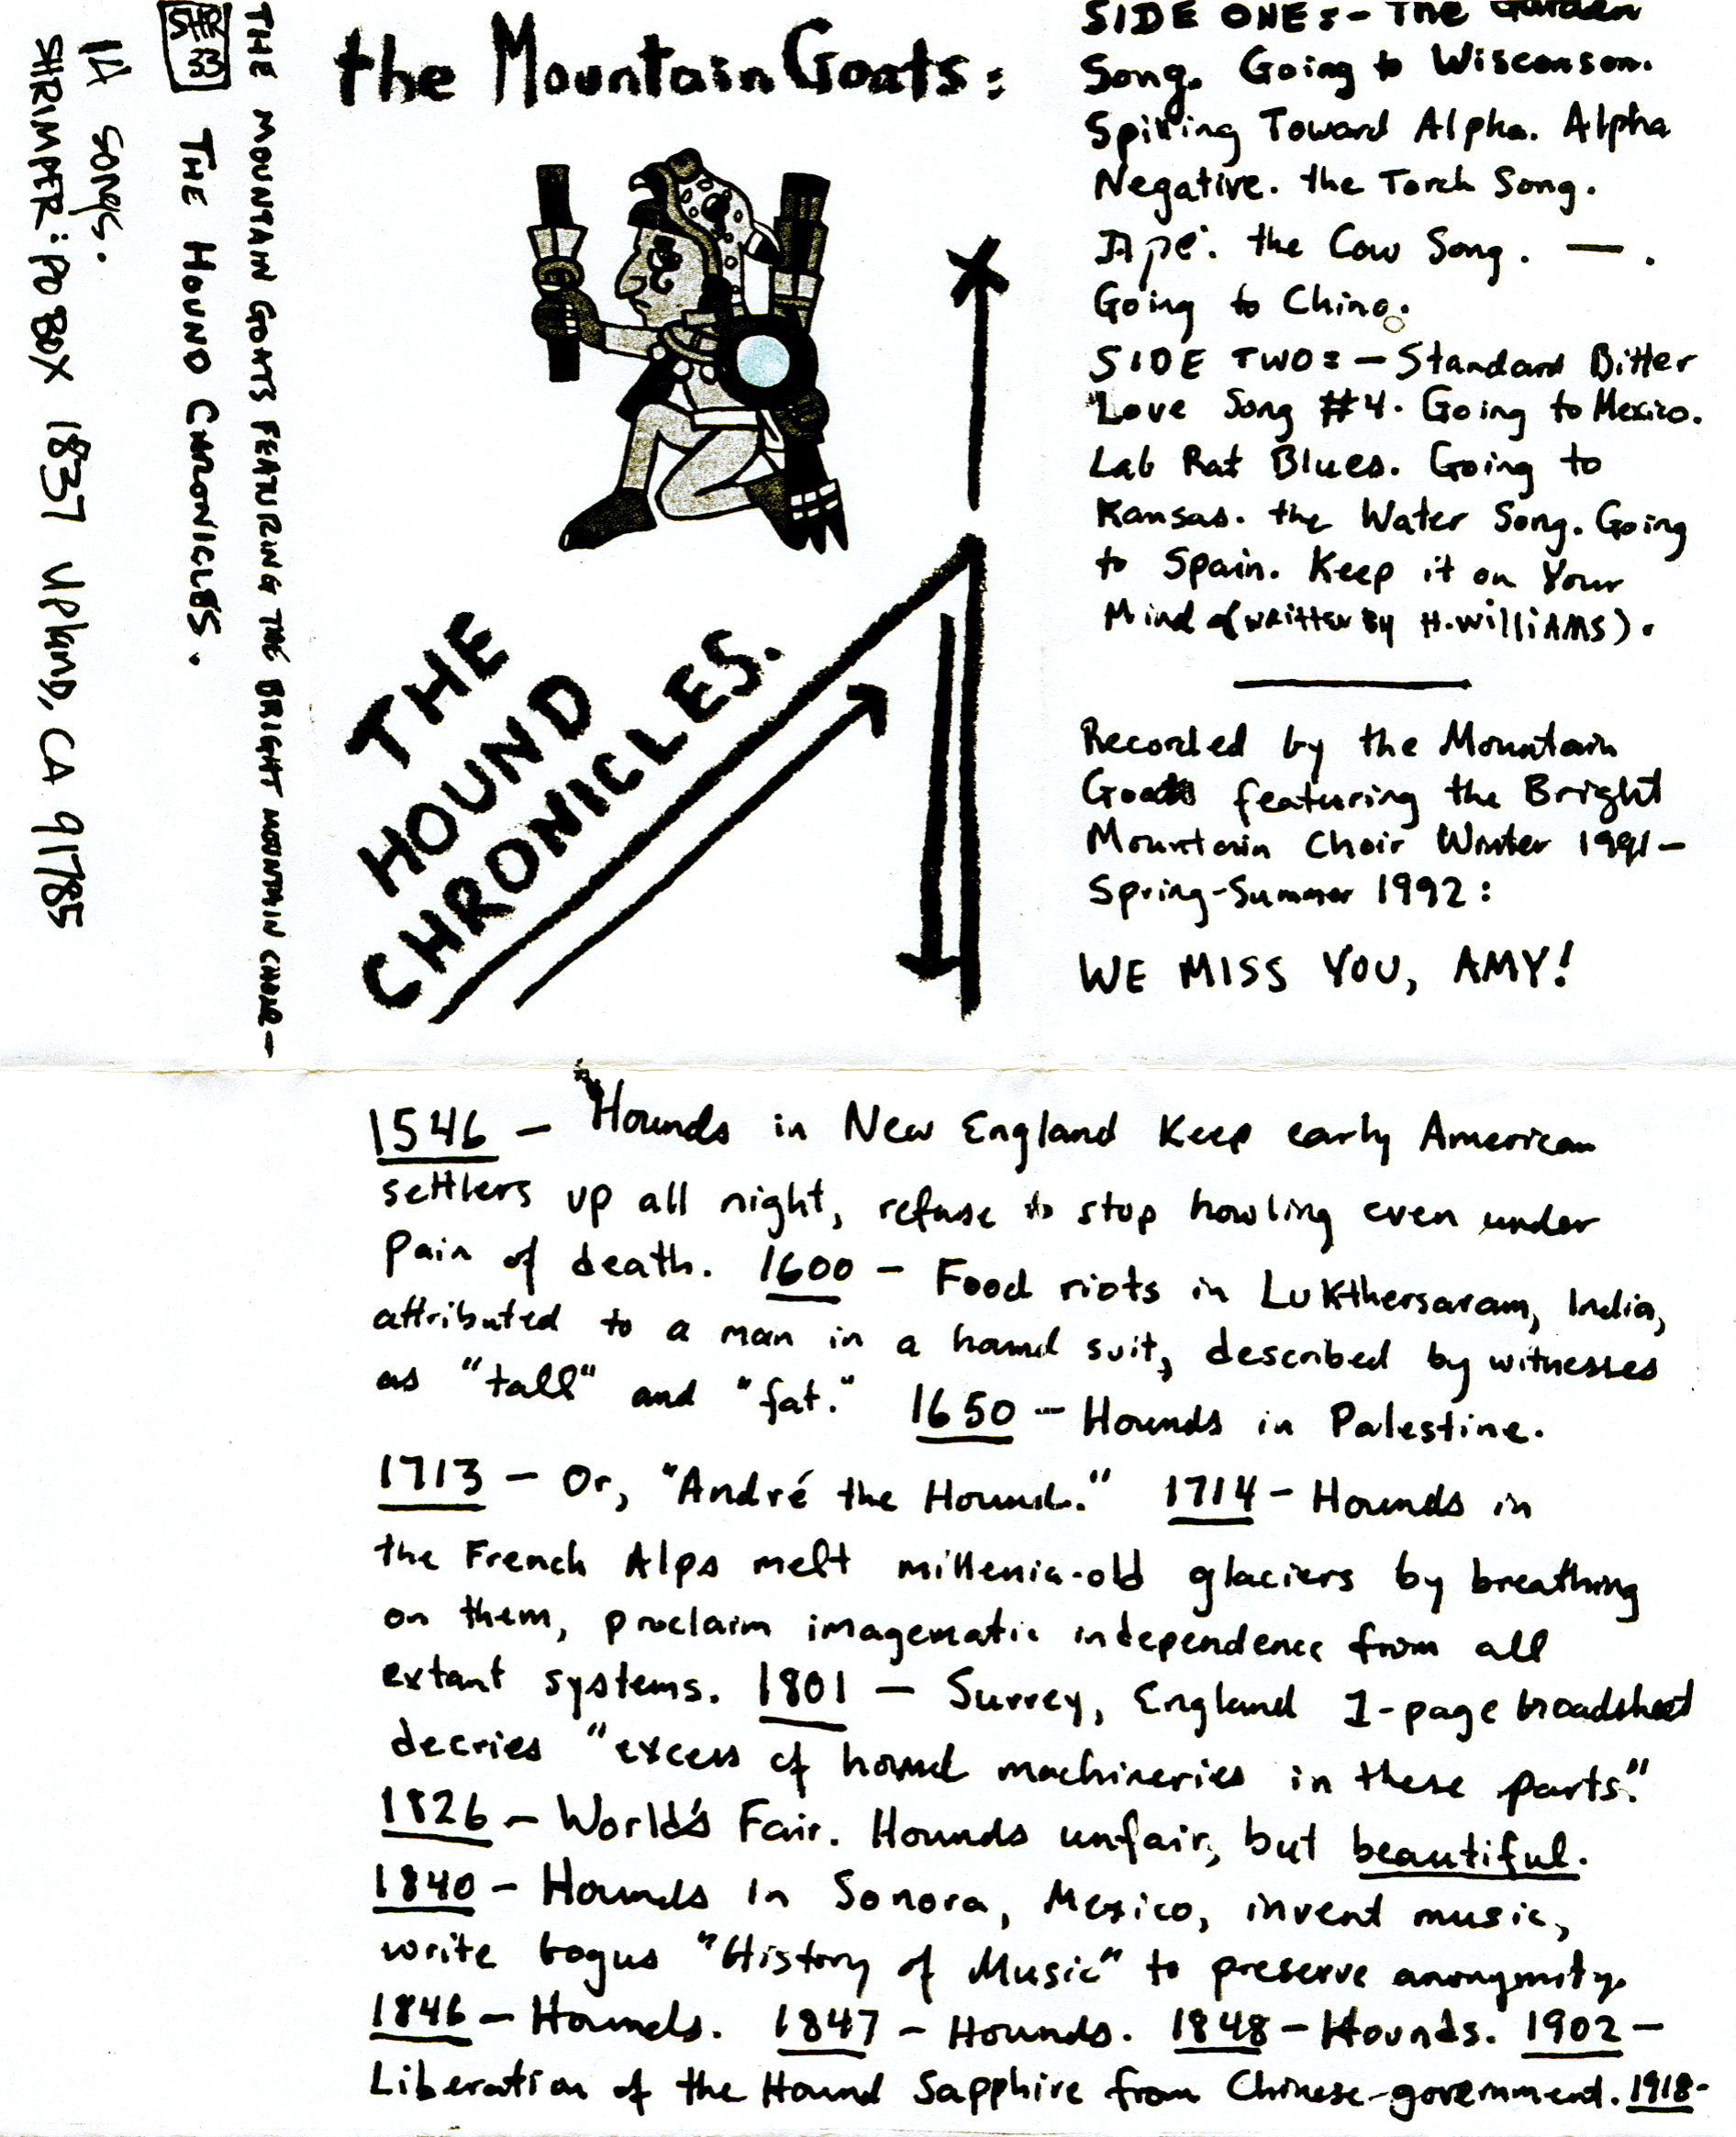 SHR
33
THE MOUNTAIN GOATS FEATURING THE BRIGHT MOUNTAIN CHOIR—
THE HOUND CHRONICLES.
SONGS.
SHRIMPER: PO BOX 1837 UPLAND, CA 91785
the Mountain Goats:
THE
HOUND
CHRONICLES.
SIDE ONE:- The Garden
Song. Going to Wisconson.
Spilling Toward Alpha. Alpha
Negative. the Torch Song.
Ape. the Cow Song. — .
Going to Chino.
SIDE TWO: — Standard Bitter
Love Song #4. Going to Mexico.
Lab Rat Blues. Going to
Kansas. the Water Song. Going
to Spain. Keep it on Your
Mind (written by H. WilliAMS).
Recorded by the Mountain
Goats featuring the Bright
Mountain Choir Winter 1991-
Spring-Summer 1992:
WE MISS YOU, AMY!
1546 - Hounds in New England Keep early American
settlers up all night, refuse to stop howling even under
pain of death. 1600 - Food riots in Lukthersaram, India,
attributed to a man in a hound suit, described by witnesses
as "tall" and "fat." 1650 - Hounds in Palestine.
1713 - Or, "André the Hound." 1714 - Hounds in
the French Alps melt millenia-old glaciers by breathing
on them, proclaim imagematic independence from all
extant systems. 1801 - Surrey, England 1-page broadsheet
decries "excess of hound machineries in these parts."
1826 - World's Fair. Hounds unfair, but beautiful.
1840 - Hounds in Sonora, Mexico, invent music,
write bogus "History of Music" to preserve anonymity.
1846 - Hounds. 1847 - Hounds. 1848 - Hounds. 1902 -
Liberation of the Hound Sapphire from Chinese-government. 1918-